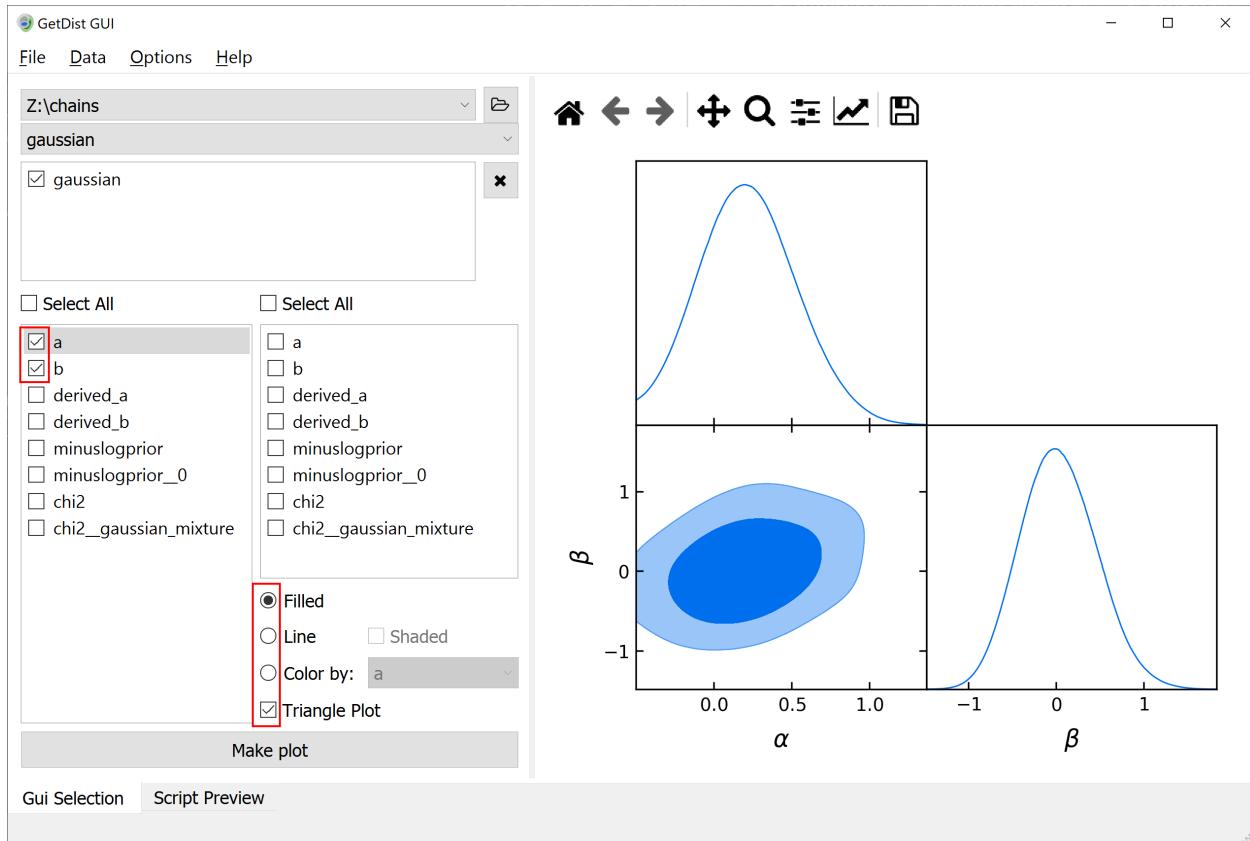 GetDist GUI
File Data Options Help
Z:\chains
gaussian
gaussian
Select All
Select All
a
b
derived_a
derived_b
minuslogprior
minuslogprior__0
chi2
chi2__gaussian_mixture
a
b
derived_a
derived_b
minuslogprior
minuslogprior__0
chi2
chi2__gaussian_mixture
Filled
Line Shaded
Color by: a
Triangle Plot
Make plot
Gui Selection Script Preview
1
0
−1
β
0.0 0.5 1.0
α
−1 0 1
β